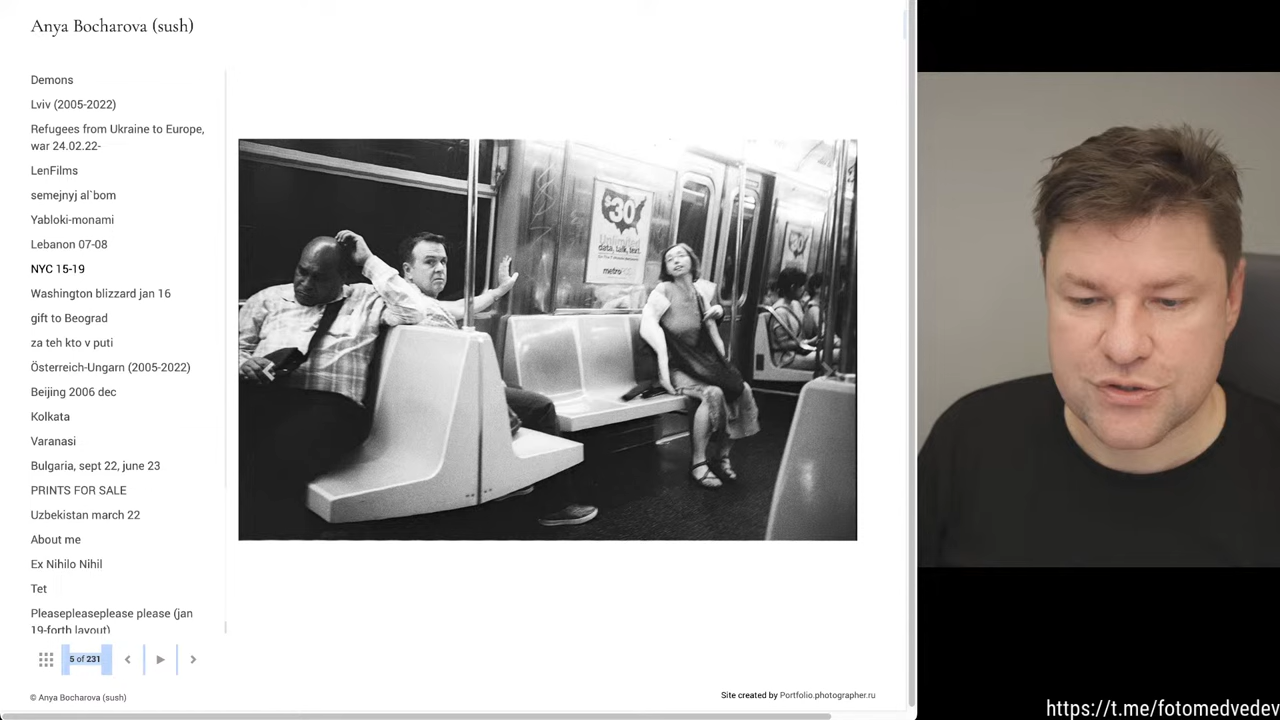 Anya Bocharova (sush)
Demons
Lviv (2005-2022)
Refugees from Ukraine to Europe,
war 24.02.22-
LenFilms
semejnyj al`bom
Yabloki-monami
Lebanon 07-08
NYC 15-19
Washington blizzard jan 16
gift to Beograd
za teh kto v puti
Österreich-Ungarn (2005-2022)
Beijing 2006 dec
Kolkata
Varanasi
Bulgaria, sept 22, june 23
PRINTS FOR SALE
Uzbekistan march 22
About me
Ex Nihilo Nihil
Tet
Pleasepleaseplease please (jan
19-forth layout)
5 of 231
© Anya Bocharova (sush)
$30
Unlimited
data, talk, text.
metro
Site created by Portfolio.photographer.ru
https://t.me/fotomedvedev